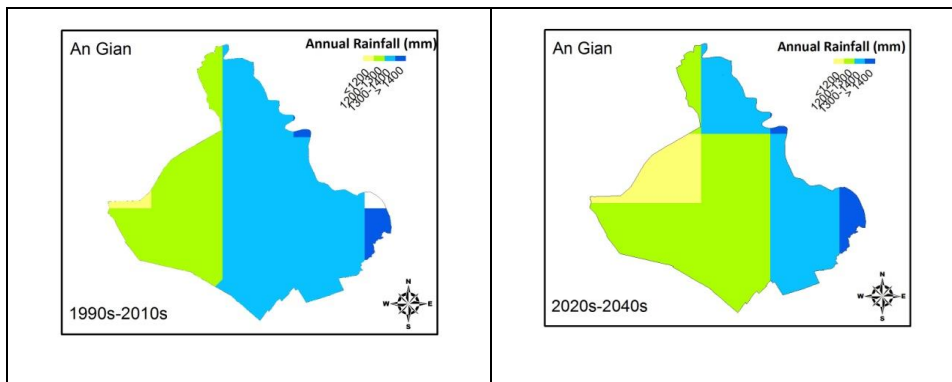 An Gian
Annual Rainfall (mm)
<1200
1200-1300
1300-1400
> 1400
N
W E
S
1990s-2010s
An Gian
Annual Rainfall (mm)
<1200
1200-1300
1300-1400
> 1400
N
W E
S
2020s-2040s